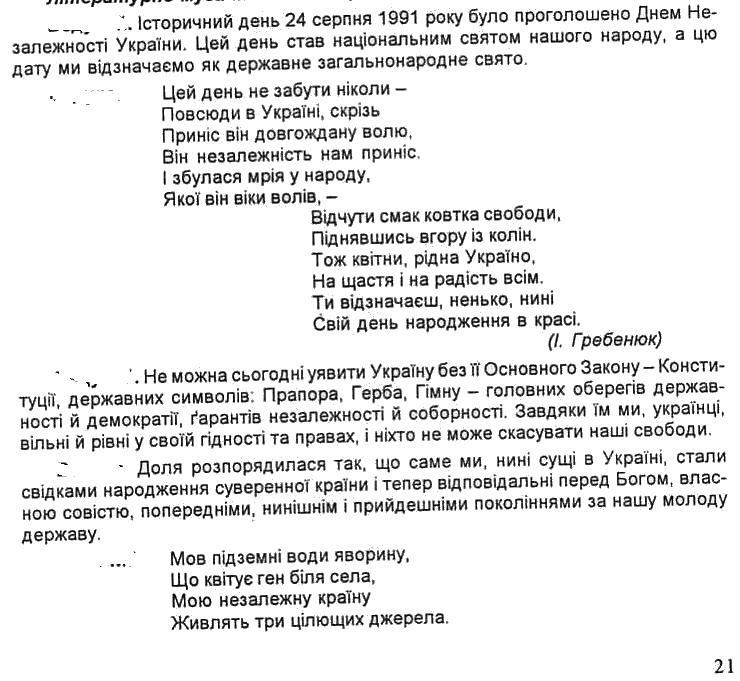 . Історичний день 24 серпня 1991 року було проголошено Днем Не-
залежності України. Цей день став національним святом нашого народу, а цю
дату ми відзначаємо як державне загальнонародне свято.
Цей день не забути ніколи –
Повсюди в Україні, скрізь
Приніс він довгождану волю,
Він незалежність нам приніс.
І збулася мрія у народу,
Якої він віки волів, –
Відчути смак ковтка свободи,
Піднявшись вгору із колін.
Тож квітни, рідна Україно,
На щастя і на радість всім.
Ти відзначаєш, ненько, нині
Свій день народження в красі.
(І. Гребенюк)
. Не можна сьогодні уявити Україну без її Основного Закону – Консти-
туції, державних символів: Прапора, Герба, Гімну – головних оберегів держав-
ності й демократії, ґарантів незалежності й соборності. Завдяки їм ми, українці,
вільні й рівні у своїй гідності та правах, і ніхто не може скасувати наші свободи.
Доля розпорядилася так, що саме ми, нині сущі в Україні, стали
свідками народження суверенної країни і тепер відповідальні перед Богом, влас-
ною совістю, попередніми, нинішнім і прийдешніми поколіннями за нашу молоду
державу.
Мов підземні води яворину,
Що квітує ген біля села,
Мою незалежну країну
Живлять три цілющих джерела.
21